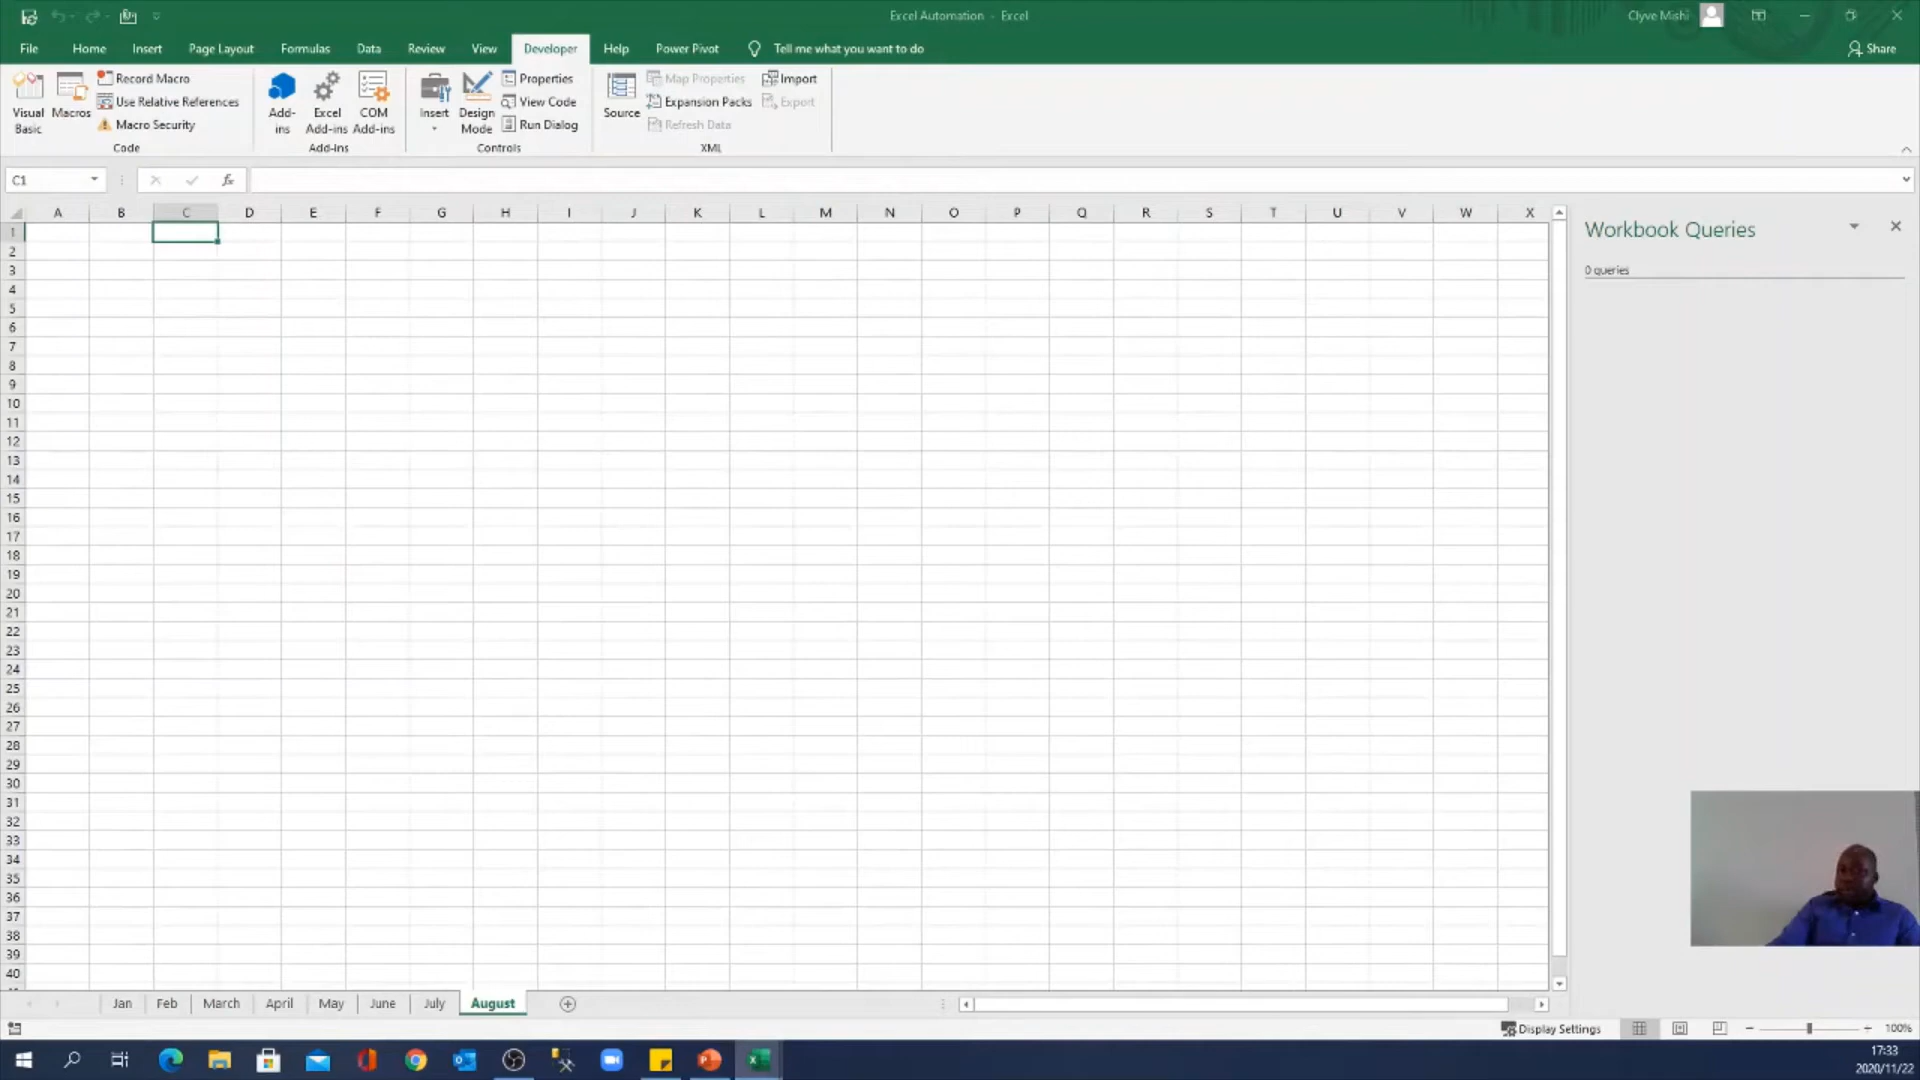 Excel Automation - Excel
Clyve Mishi
File Home Insert Page Layout Formulas Data Review View Developer Help Power Pivot Tell me what you want to do Share
Visual Basic
Macros
Record Macro
Use Relative References
Macro Security
Code
Add-ins
Excel Add-ins
COM Add-ins
Add-ins
Insert
Design Mode
Properties
View Code
Run Dialog
Controls
Source
Map Properties
Expansion Packs
Refresh Data
Import
Export
XML
C1
fx
A B C D E F G H I J K L M N O P Q R S T U V W X
Workbook Queries
0 queries
1
2
3
4
5
6
7
8
9
10
11
12
13
14
15
16
17
18
19
20
21
22
23
24
25
26
27
28
29
30
31
32
33
34
35
36
37
38
39
40
Jan Feb March April May June July August
Display Settings
100%
17:33
2020/11/22